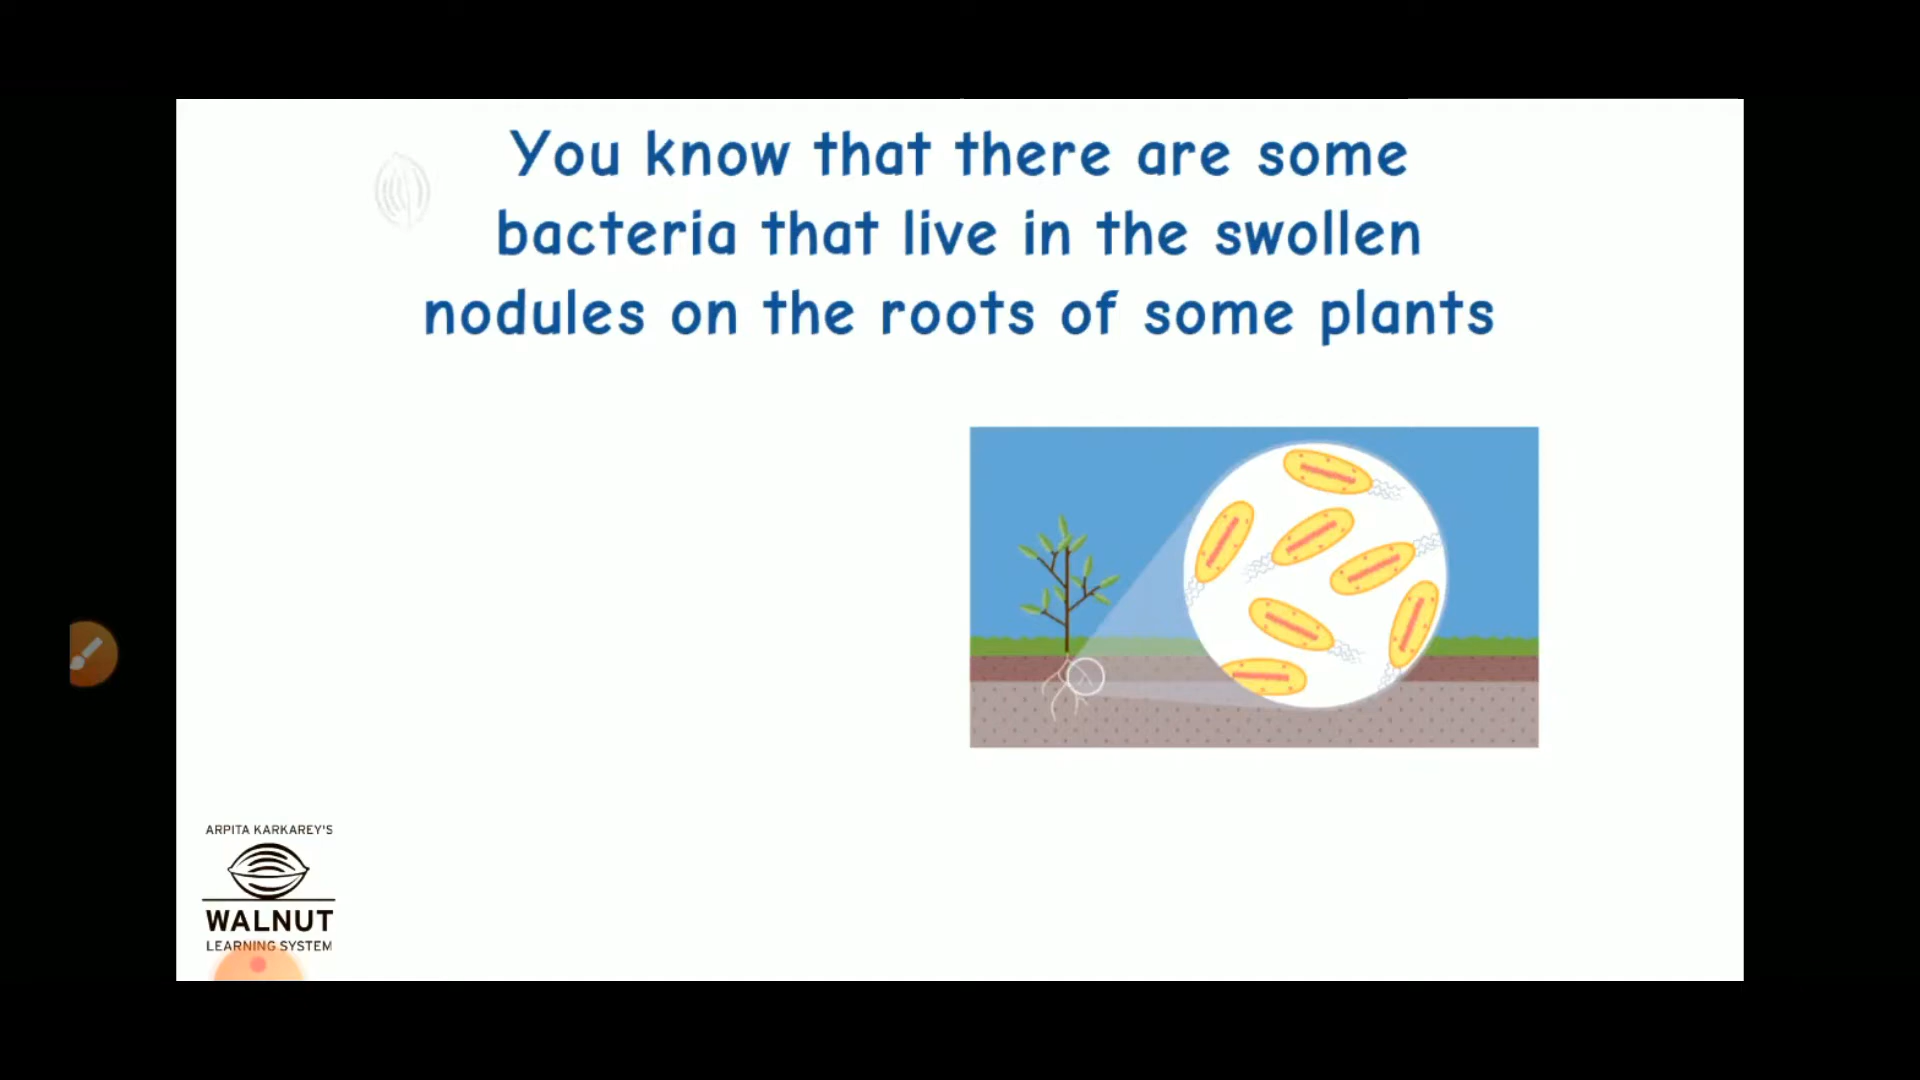 You know that there are some
bacteria that live in the swollen
nodules on the roots of some plants
ARPITA KARKAREY'S
WALNUT
LEARNING SYSTEM